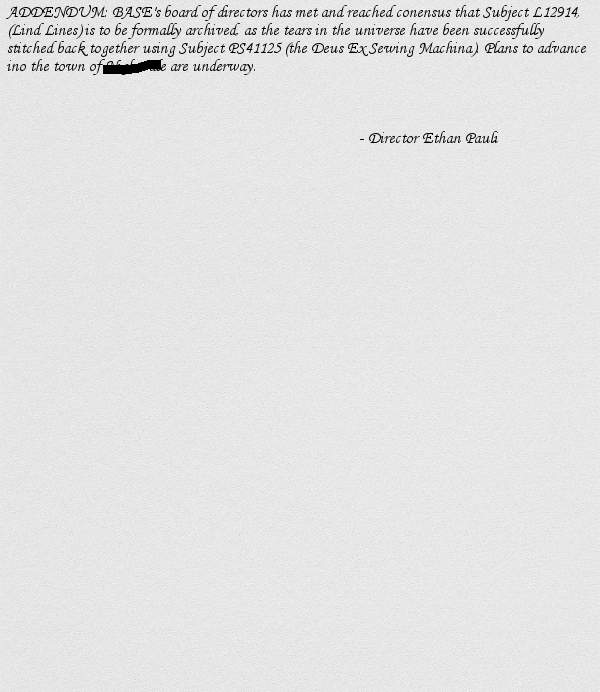 ADDENDUM: BASE's board of directors has met and reached conensus that Subject L12914,
(Lind Lines) is to be formally archived, as the tears in the universe have been successfully
stitched back together using Subject PS41125 (the Deus Ex Sewing Machina). Plans to advance
ino the town of are underway.
- Director Ethan Pauli